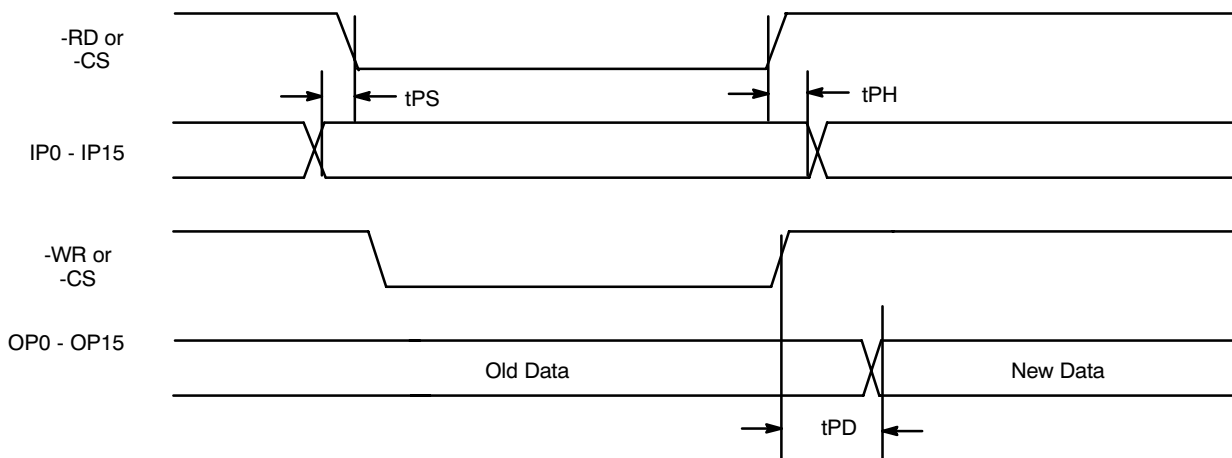 -RD or
-CS
tPS
tPH
IP0 - IP15
-WR or
-CS
OP0 - OP15
Old Data
New Data
tPD